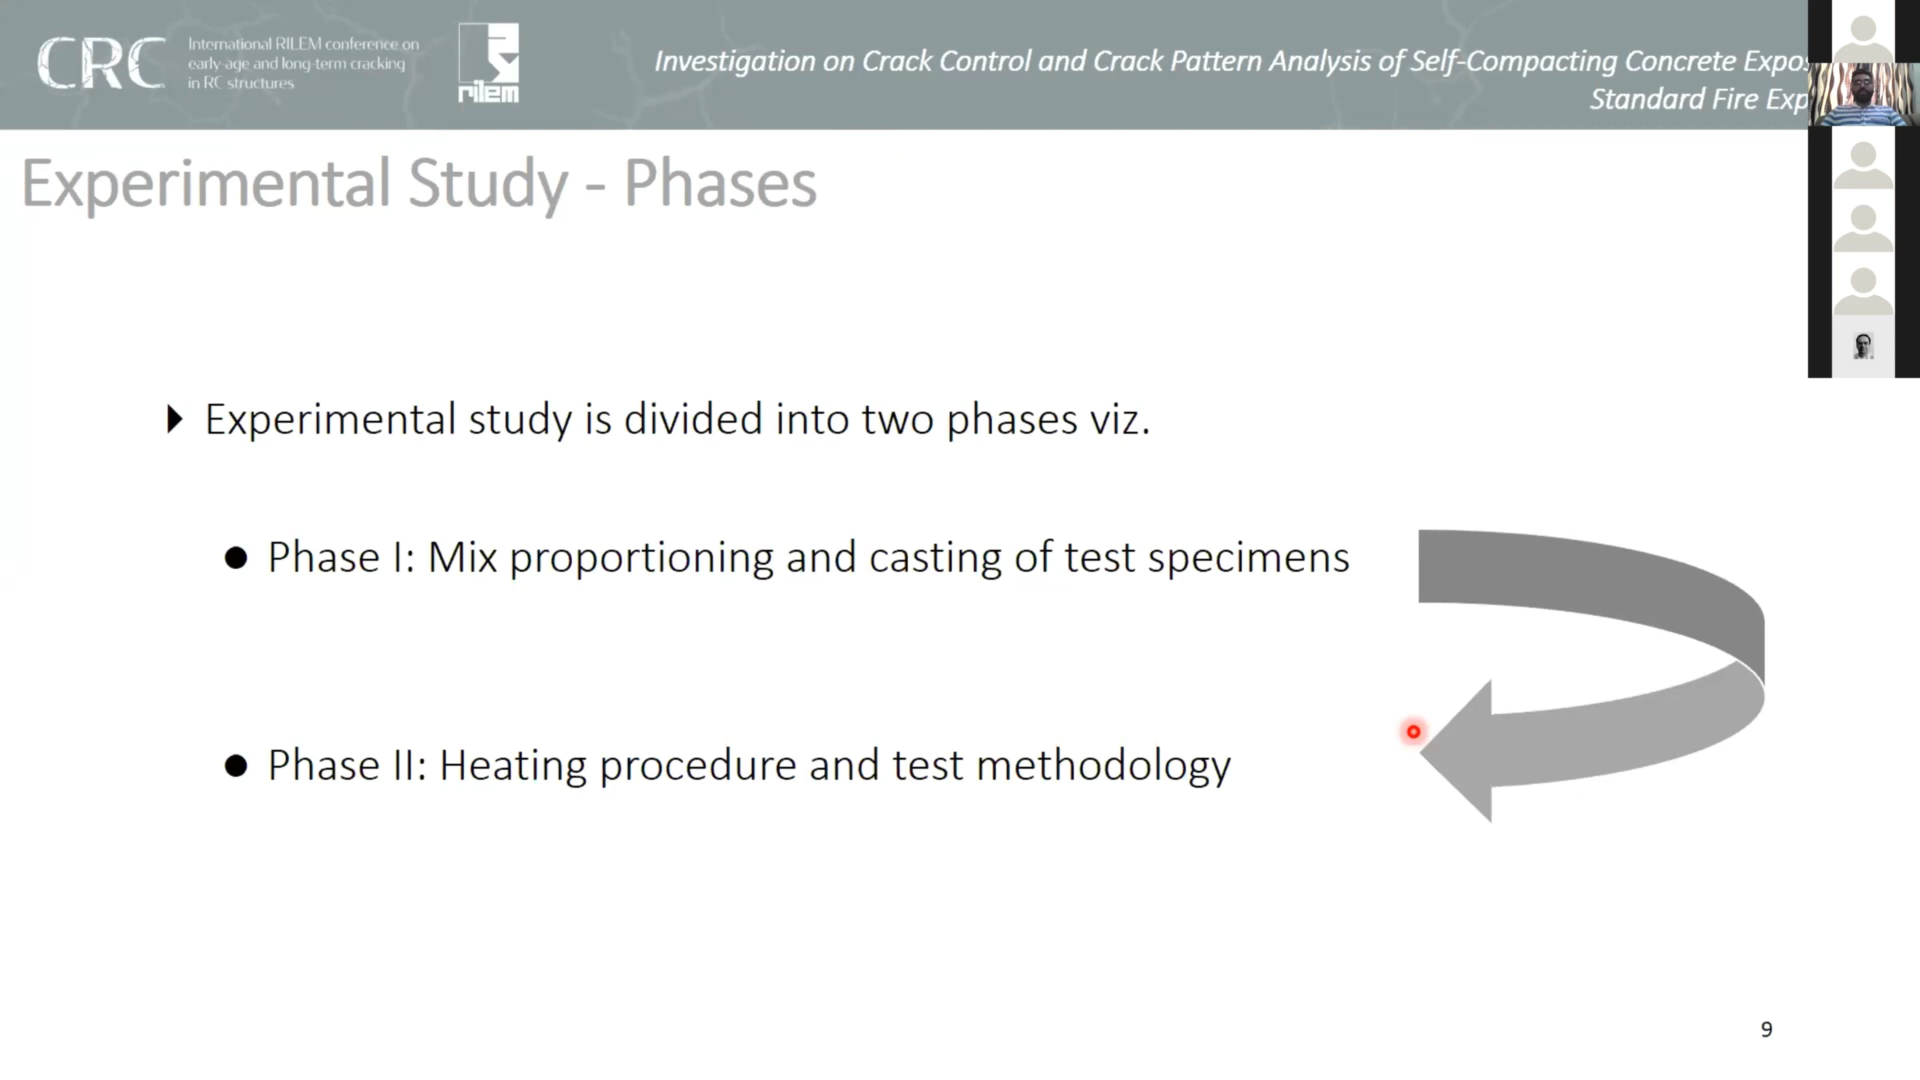 CRC
International RILEM conference on
early-age and long-term cracking
in RC structures
rilem
Investigation on Crack Control and Crack Pattern Analysis of Self-Compacting Concrete
Standard Fire
Experimental Study - Phases
Experimental study is divided into two phases viz.
Phase I: Mix proportioning and casting of test specimens
Phase II: Heating procedure and test methodology
9